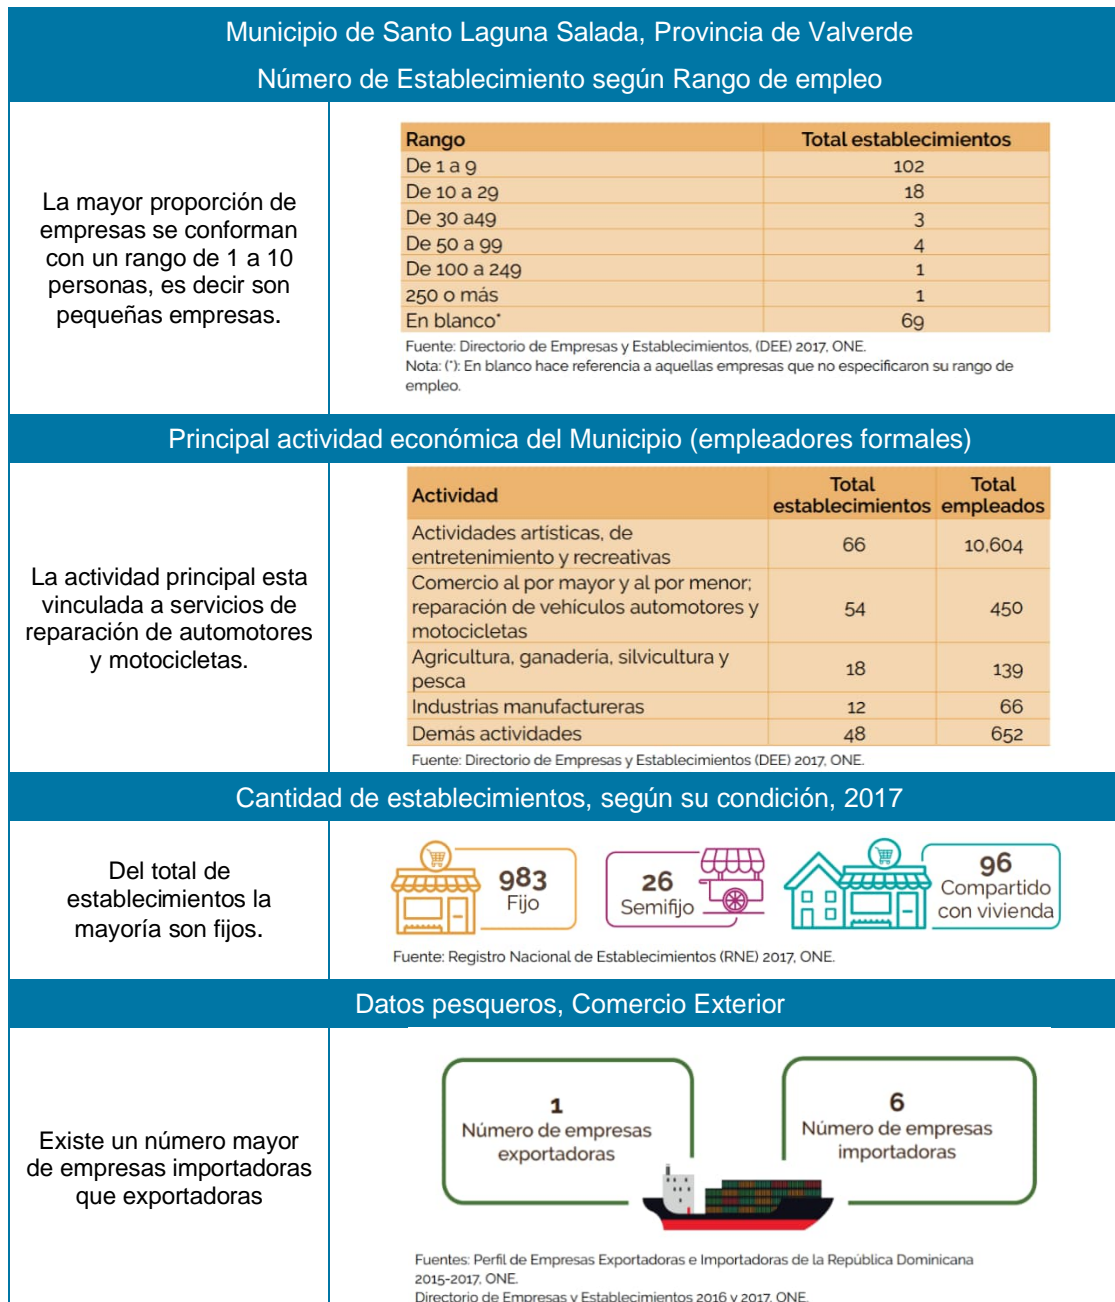 Municipio de Santo Laguna Salada, Provincia de Valverde
Número de Establecimiento según Rango de empleo
La mayor proporción de
empresas se conforman
con un rango de 1 a 10
personas, es decir son
pequeñas empresas.
Rango Total establecimientos
De 1 a 9 102
De 10 a 29 18
De 30 a49 3
De 50 a 99 4
De 100 a 249 1
250 o más 1
En blanco* 69
Fuente: Directorio de Empresas y Establecimientos, (DEE) 2017, ONE.
Nota: (*): En blanco hace referencia a aquellas empresas que no especificaron su rango de
empleo.
Principal actividad económica del Municipio (empleadores formales)
La actividad principal esta
vinculada a servicios de
reparación de automotores
y motocicletas.
Actividad Total establecimientos Total empleados
Actividades artísticas, de
entretenimiento y recreativas 66 10,604
Comercio al por mayor y al por menor;
reparación de vehículos automotores y
motocicletas 54 450
Agricultura, ganadería, silvicultura y
pesca 18 139
Industrias manufactureras 12 66
Demás actividades 48 652
Fuente: Directorio de Empresas y Establecimientos (DEE) 2017, ONE.
Cantidad de establecimientos, según su condición, 2017
Del total de
establecimientos la
mayoría son fijos.
983
Fijo
26
Semifijo
96
Compartido
con vivienda
Fuente: Registro Nacional de Establecimientos (RNE) 2017, ONE.
Datos pesqueros, Comercio Exterior
Existe un número mayor
de empresas importadoras
que exportadoras
1
Número de empresas
exportadoras
6
Número de empresas
importadoras
Fuentes: Perfil de Empresas Exportadoras e Importadoras de la República Dominicana
2015-2017, ONE.
Directorio de Empresas y Establecimientos 2016 y 2017, ONE.